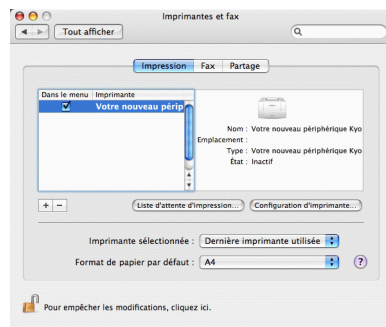 Imprimantes et fax
Tout afficher
Impression Fax Partage
Dans le menu Imprimante
Votre nouveau périp
Nom : Votre nouveau périphérique Kyo
Emplacement :
Type : Votre nouveau périphérique Kyo
État : Inactif
+ −
Liste d'attente d'impression... Configuration d'imprimante...
Imprimante sélectionnée : Dernière imprimante utilisée
Format de papier par défaut : A4 ?
Pour empêcher les modifications, cliquez ici.